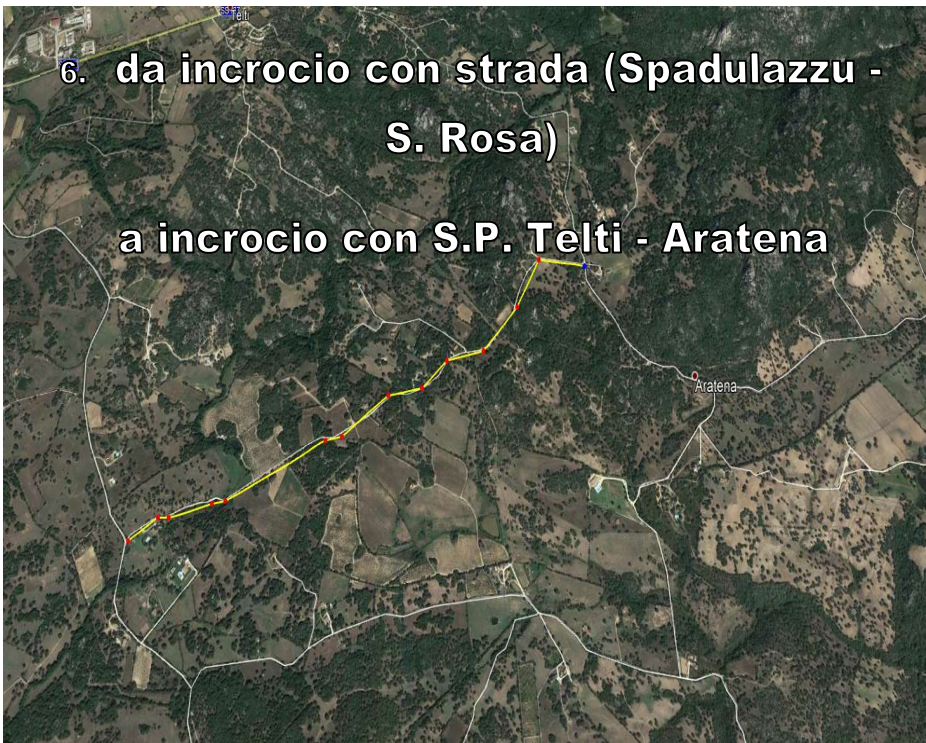 Telti
6. da incrocio con strada (Spadulazzu -
S. Rosa)
a incrocio con S.P. Telti - Aratena
Aratena